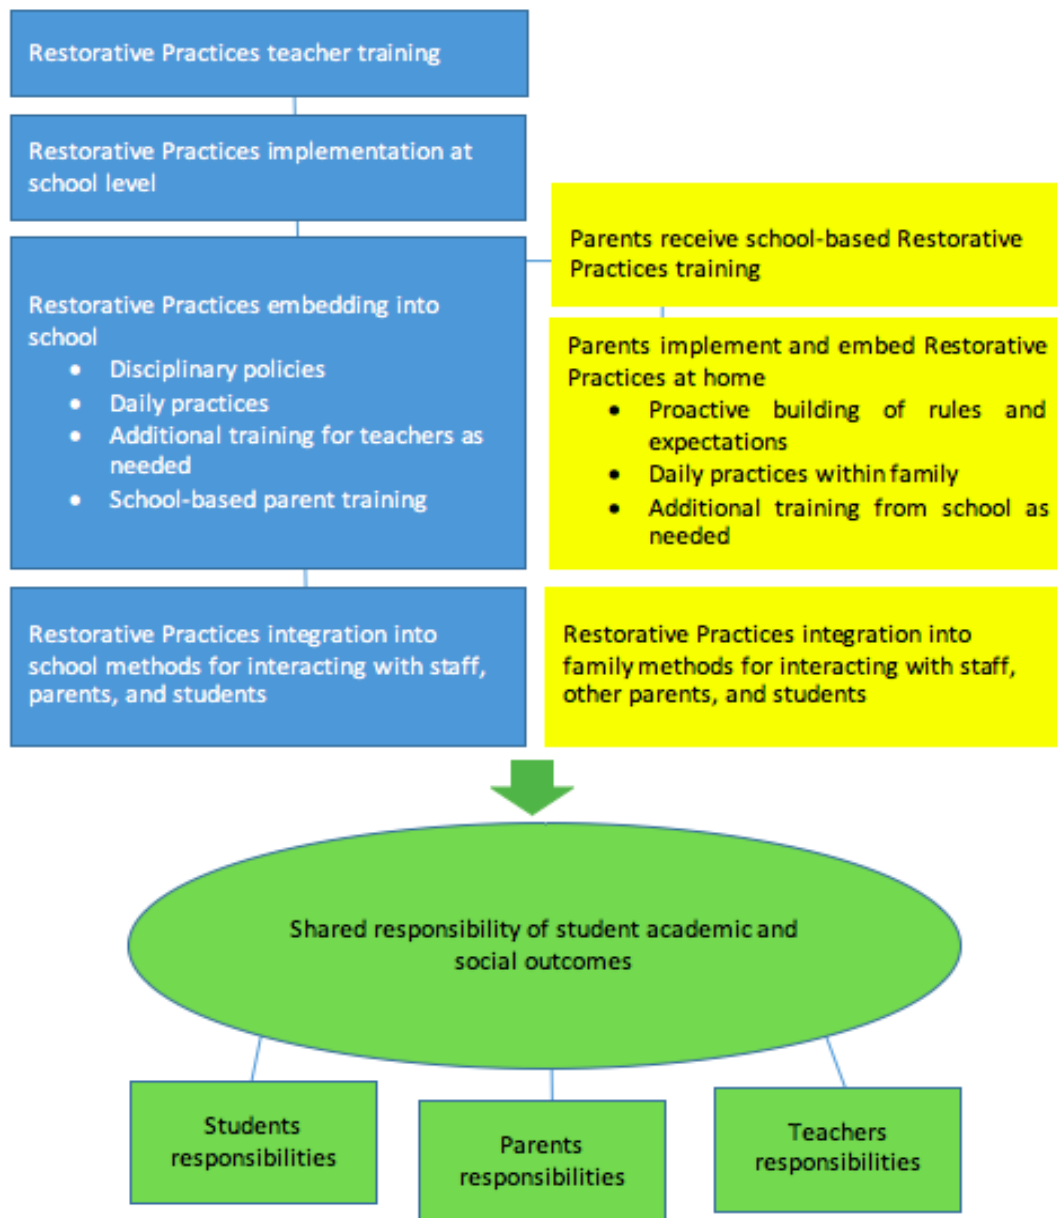 Restorative Practices teacher training
Restorative Practices implementation at
school level
Restorative Practices embedding into
school
• Disciplinary policies
• Daily practices
• Additional training for teachers as
needed
• School-based parent training
Parents receive school-based Restorative
Practices training
Parents implement and embed Restorative
Practices at home
• Proactive building of rules and
expectations
• Daily practices within family
• Additional training from school as
needed
Restorative Practices integration into
school methods for interacting with staff,
parents, and students
Restorative Practices integration into
family methods for interacting with staff,
other parents, and students
Shared responsibility of student academic and
social outcomes
Students
responsibilities
Parents
responsibilities
Teachers
responsibilities